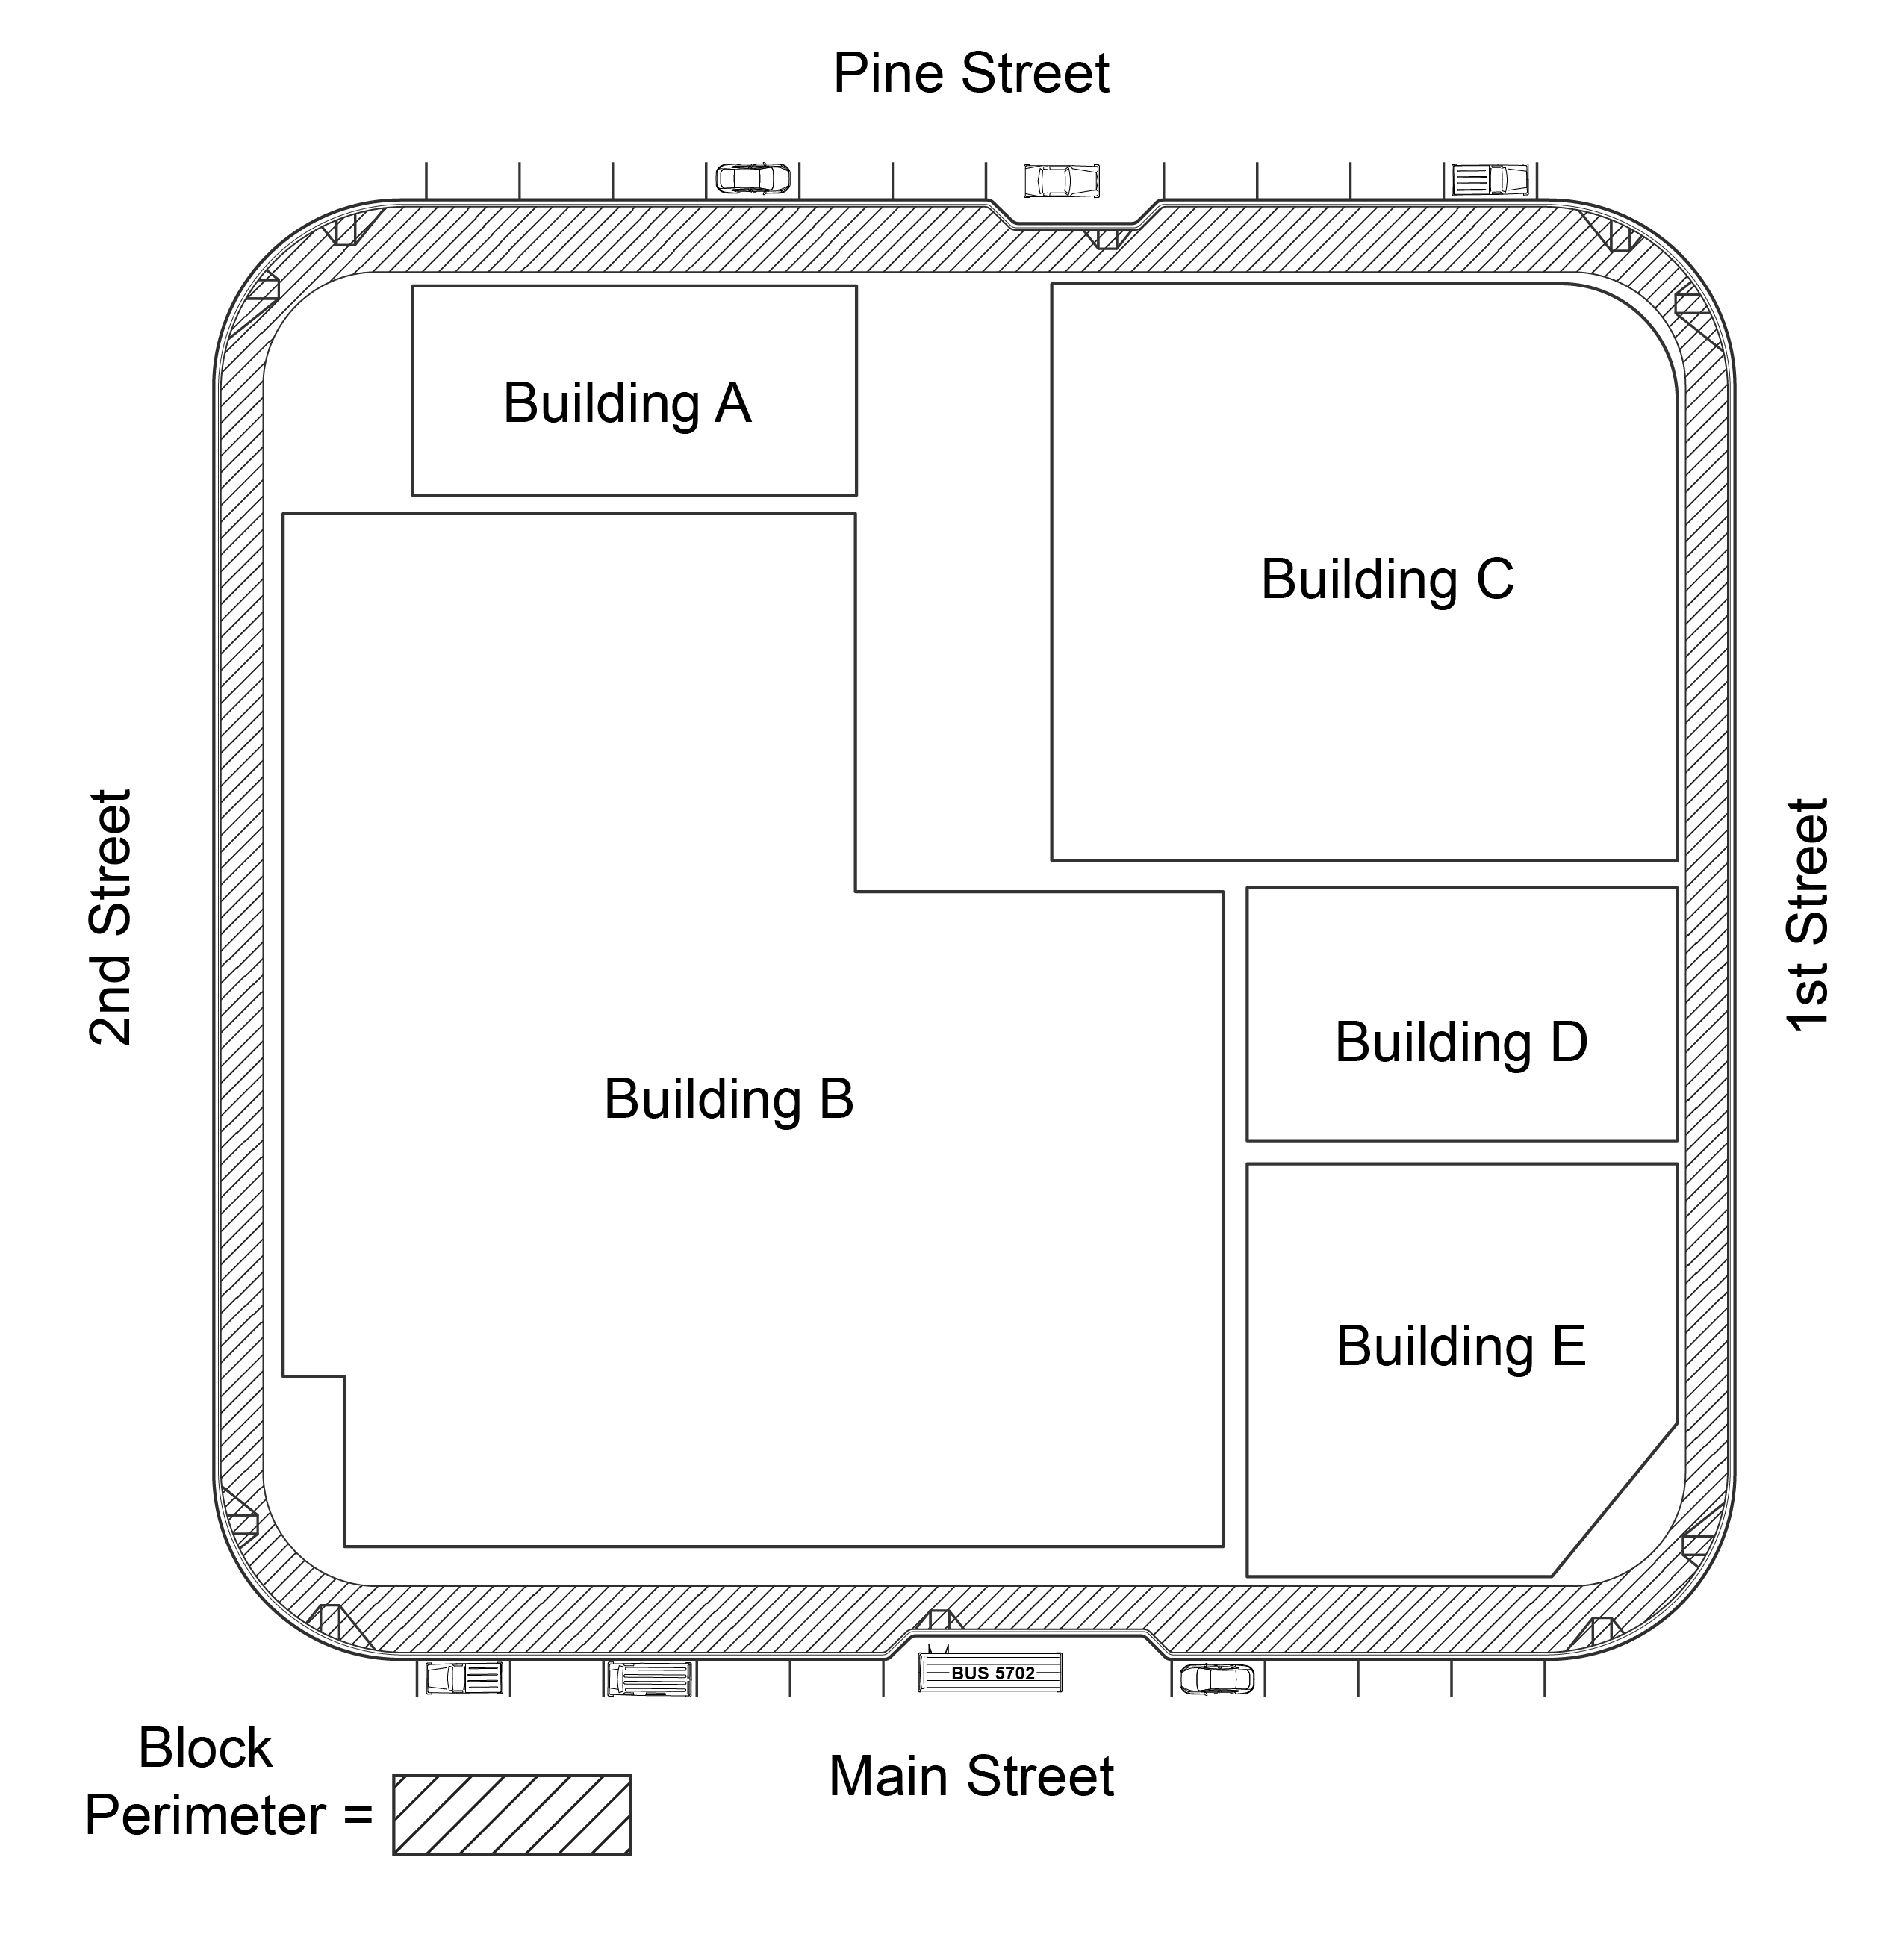 Pine Street
Building A
Building C
2nd Street
1st Street
Building D
Building B
Building E
BUS 5702
Block
Perimeter =
Main Street